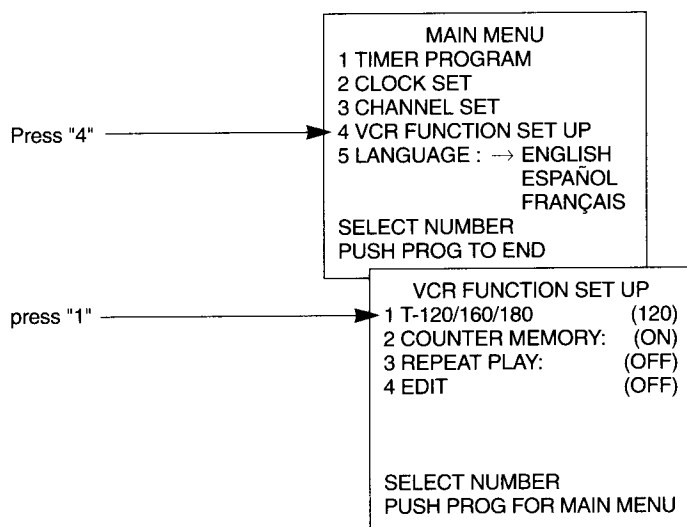 MAIN MENU
1 TIMER PROGRAM
2 CLOCK SET
3 CHANNEL SET
Press "4"
4 VCR FUNCTION SET UP
5 LANGUAGE : → ENGLISH
ESPAÑOL
FRANÇAIS
SELECT NUMBER
PUSH PROG TO END
VCR FUNCTION SET UP
press "1"
1 T-120/160/180 (120)
2 COUNTER MEMORY: (ON)
3 REPEAT PLAY: (OFF)
4 EDIT (OFF)
SELECT NUMBER
PUSH PROG FOR MAIN MENU